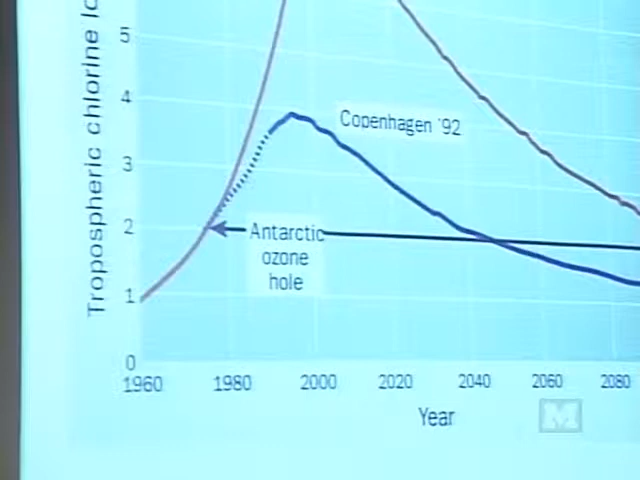 Tropospheric chlorine
5
4
3
2
1
0
Copenhagen '92
Antarctic
ozone
hole
1960 1980 2000 2020 2040 2060 2080
Year
M